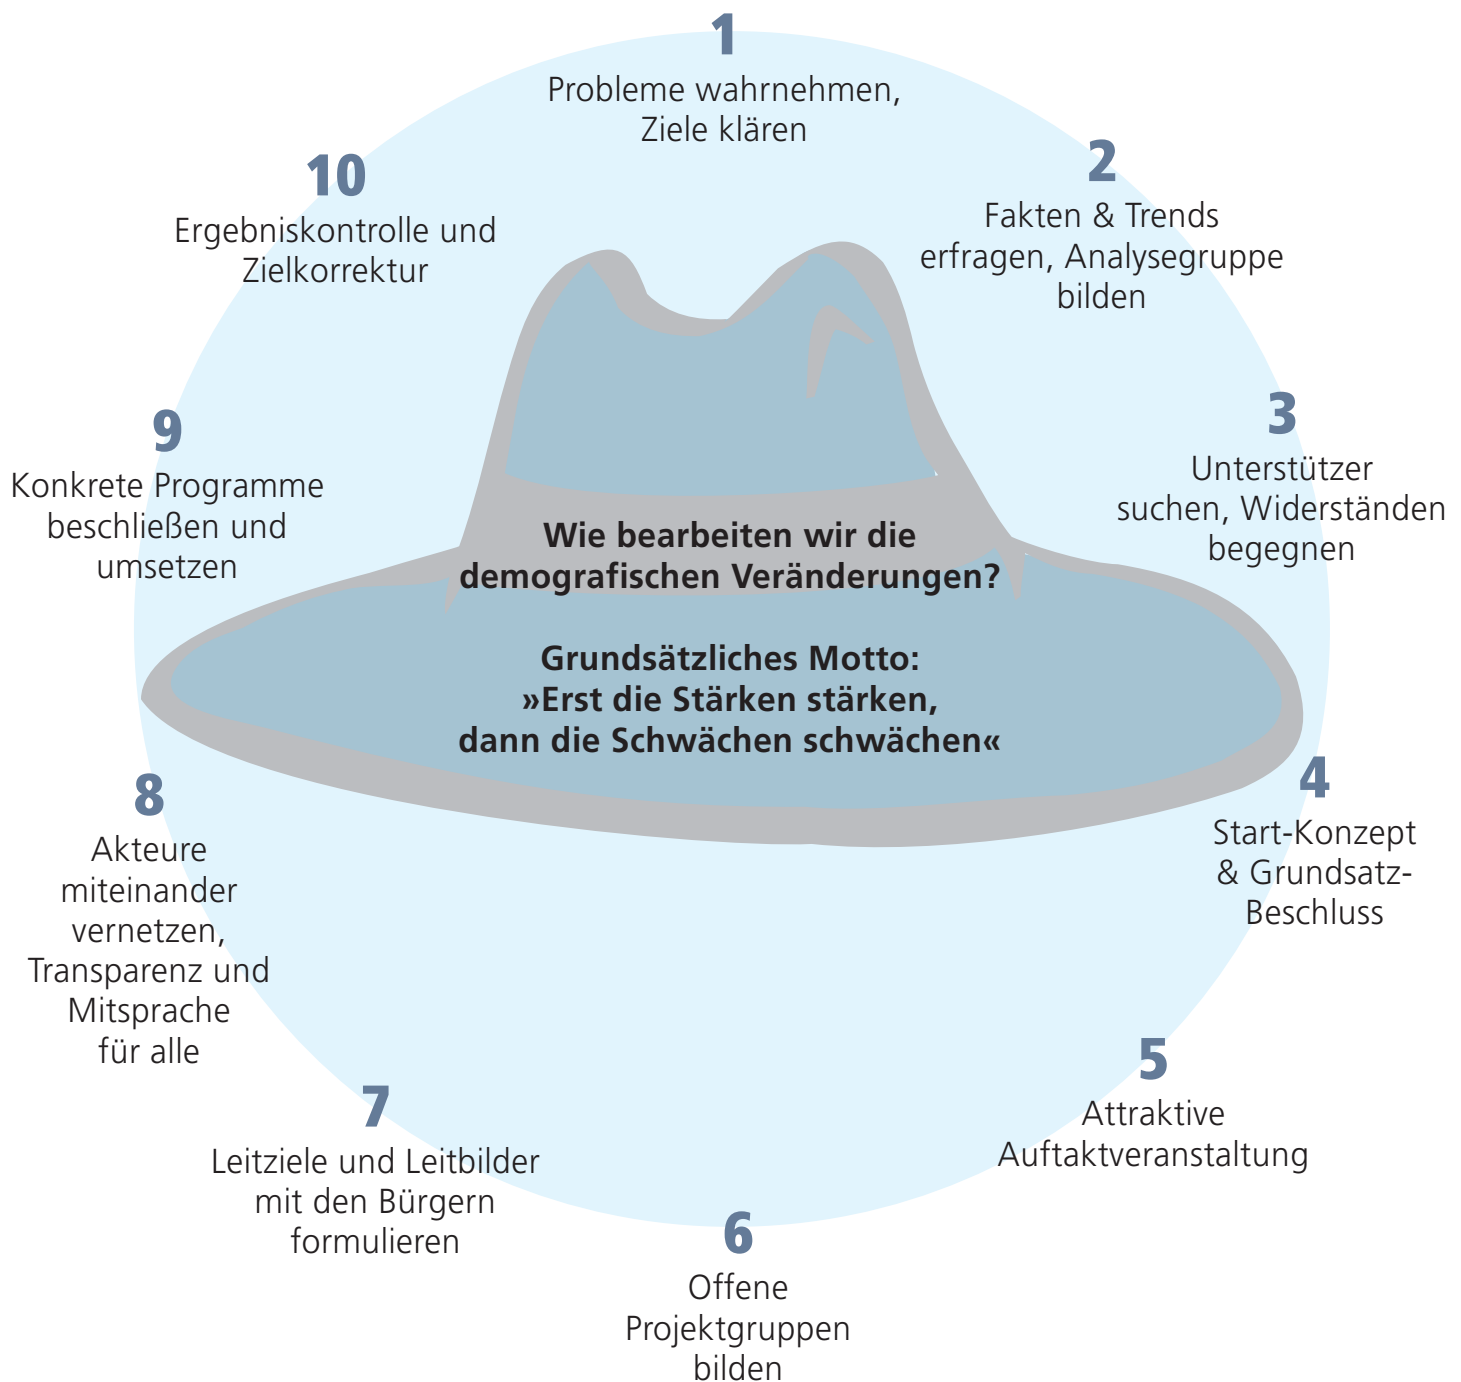 1
Probleme wahrnehmen,
Ziele klären
2
Fakten & Trends
erfragen, Analysegruppe
bilden
3
Unterstützer
suchen, Widerständen
begegnen
4
Start-Konzept
& Grundsatz-
Beschluss
5
Attraktive
Auftaktveranstaltung
6
Offene
Projektgruppen
bilden
7
Leitziele und Leitbilder
mit den Bürgern
formulieren
8
Akteure
miteinander
vernetzen,
Transparenz und
Mitsprache
für alle
9
Konkrete Programme
beschließen und
umsetzen
10
Ergebniskontrolle und
Zielkorrektur
Wie bearbeiten wir die
demografischen Veränderungen?
Grundsätzliches Motto:
»Erst die Stärken stärken,
dann die Schwächen schwächen«